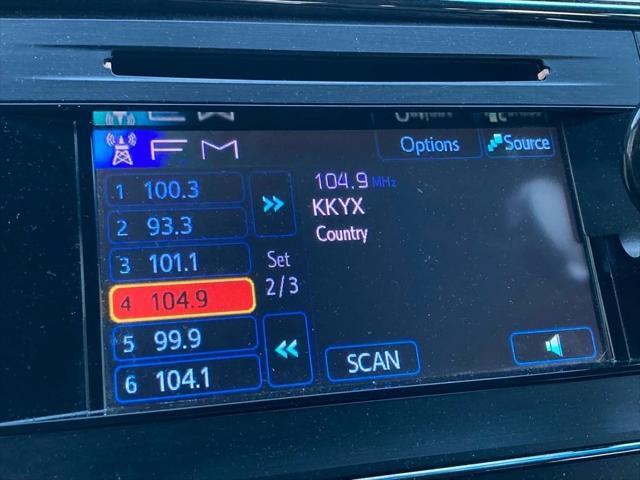 FM
Options
Source
1 100.3
2 93.3
3 101.1
4 104.9
5 99.9
6 104.1
Set
2/3
104.9 MHz
KKYX
Country
SCAN